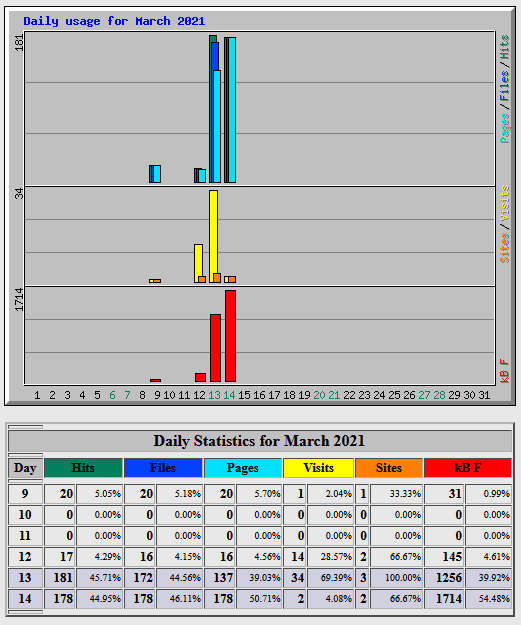 Daily usage for March 2021
181
Pages/Files/Hits
34
Sites/Visits
1714
kB F
1 2 3 4 5 6 7 8 9 10 11 12 13 14 15 16 17 18 19 20 21 22 23 24 25 26 27 28 29 30 31
Daily Statistics for March 2021
Day Hits Files Pages Visits Sites kB F
9 20 5.05% 20 5.18% 20 5.70% 1 2.04% 1 33.33% 31 0.99%
10 0 0.00% 0 0.00% 0 0.00% 0 0.00% 0 0.00% 0 0.00%
11 0 0.00% 0 0.00% 0 0.00% 0 0.00% 0 0.00% 0 0.00%
12 17 4.29% 16 4.15% 16 4.56% 14 28.57% 2 66.67% 145 4.61%
13 181 45.71% 172 44.56% 137 39.03% 34 69.39% 3 100.00% 1256 39.92%
14 178 44.95% 178 46.11% 178 50.71% 2 4.08% 2 66.67% 1714 54.48%